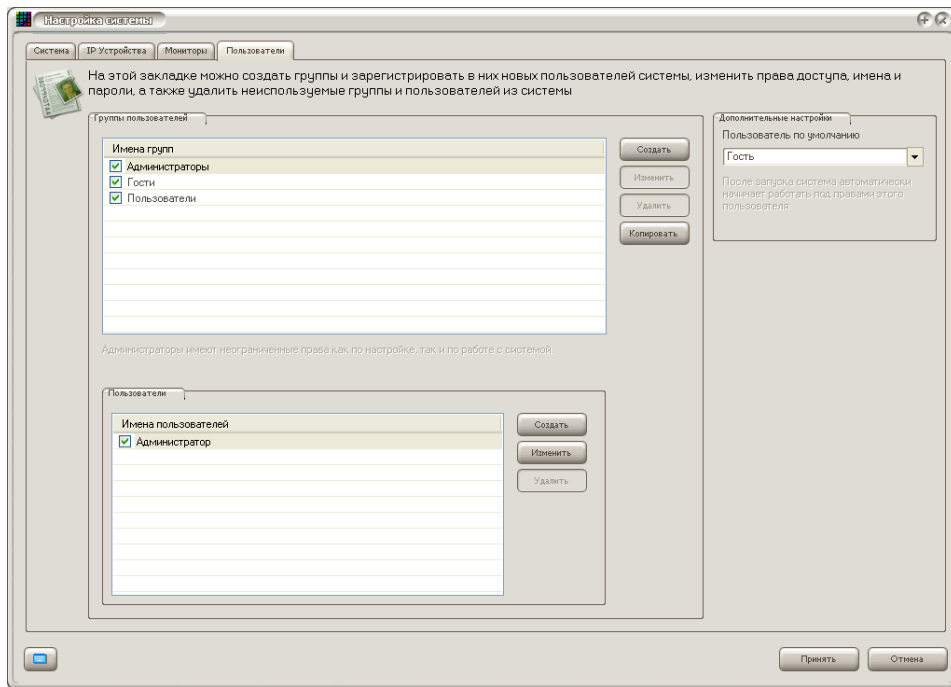 Настройка системы
Система
IP Устройства
Мониторы
Пользователи
На этой закладке можно создать группы и зарегистрировать в них новых пользователей системы, изменить права доступа, имена и
пароли, а также удалить неиспользуемые группы и пользователей из системы
Группы пользователей
Имена групп
Администраторы
Гости
Пользователи
Создать
Изменить
Удалить
Копировать
Администраторы имеют неограниченные права как по настройке, так и по работе с системой.
Пользователи
Имена пользователей
Администратор
Создать
Изменить
Удалить
Дополнительные настройки
Пользователь по умолчанию
Гость
После запуска система автоматически
начинает работать под правами этого
пользователя
Принять
Отмена